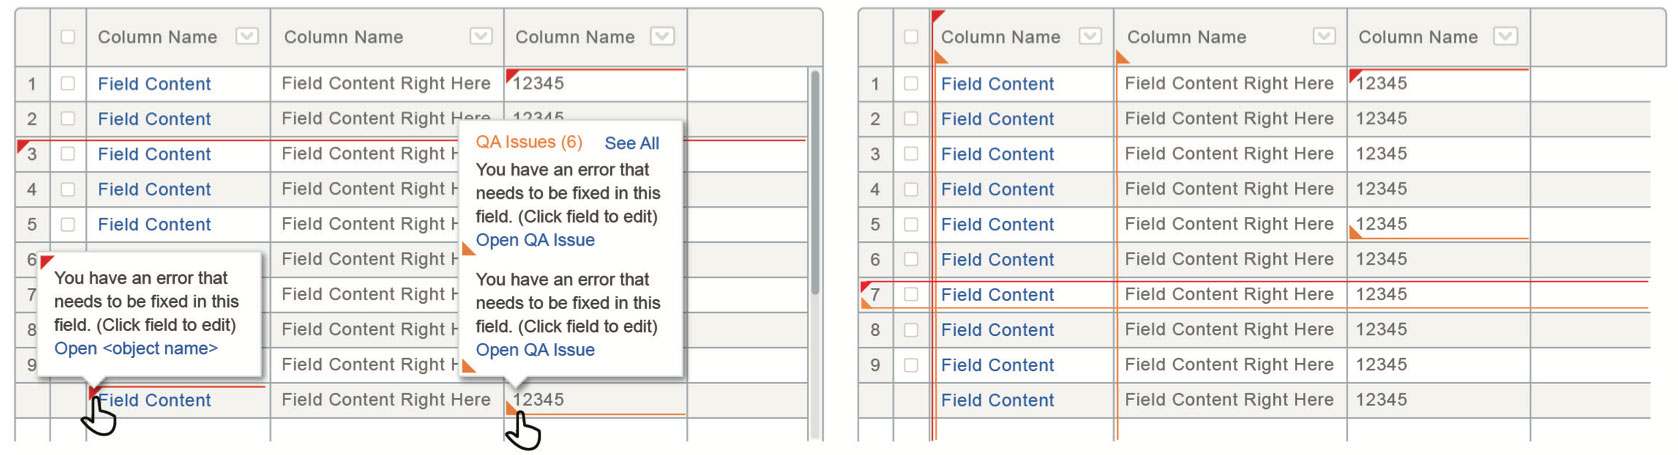 Column Name Column Name Column Name
1 Field Content Field Content Right Here 12345
2 Field Content Field Content Right Here 12345
3 Field Content Field Content Right H
4 Field Content Field Content Right H
5 Field Content Field Content Right H
6 Field Content Right H
7 Field Content Right H
8 Field Content Right H
9 Field Content Right H
Field Content Field Content Right Here 12345
QA Issues (6) See All
You have an error that
needs to be fixed in this
field. (Click field to edit)
Open QA Issue
You have an error that
needs to be fixed in this
field. (Click field to edit)
Open QA Issue
You have an error that
needs to be fixed in this
field. (Click field to edit)
Open <object name>
Column Name Column Name Column Name
1 Field Content Field Content Right Here 12345
2 Field Content Field Content Right Here 12345
3 Field Content Field Content Right Here 12345
4 Field Content Field Content Right Here 12345
5 Field Content Field Content Right Here 12345
6 Field Content Field Content Right Here 12345
7 Field Content Field Content Right Here 12345
8 Field Content Field Content Right Here 12345
9 Field Content Field Content Right Here 12345
Field Content Field Content Right Here 12345